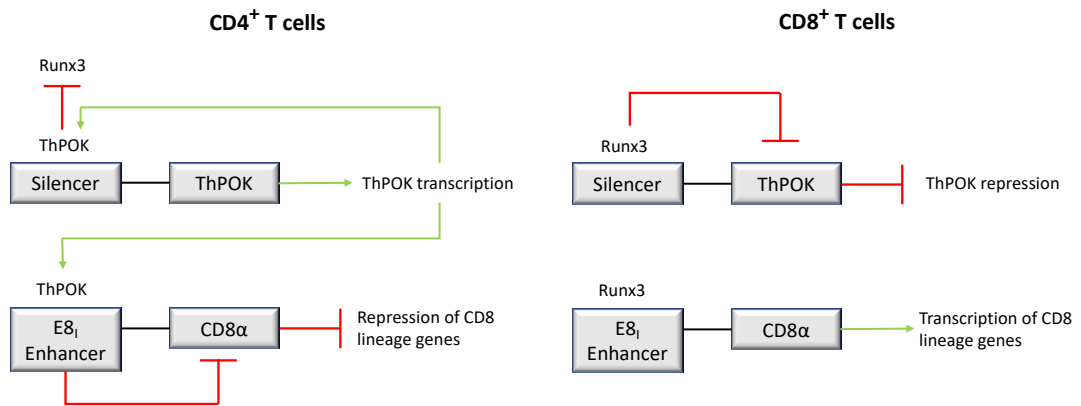 CD4+ T cells
Runx3
ThPOK
Silencer
ThPOK
ThPOK transcription
ThPOK
E8I
Enhancer
CD8α
Repression of CD8
lineage genes
CD8+ T cells
Runx3
Silencer
ThPOK
ThPOK repression
Runx3
E8I
Enhancer
CD8α
Transcription of CD8
lineage genes